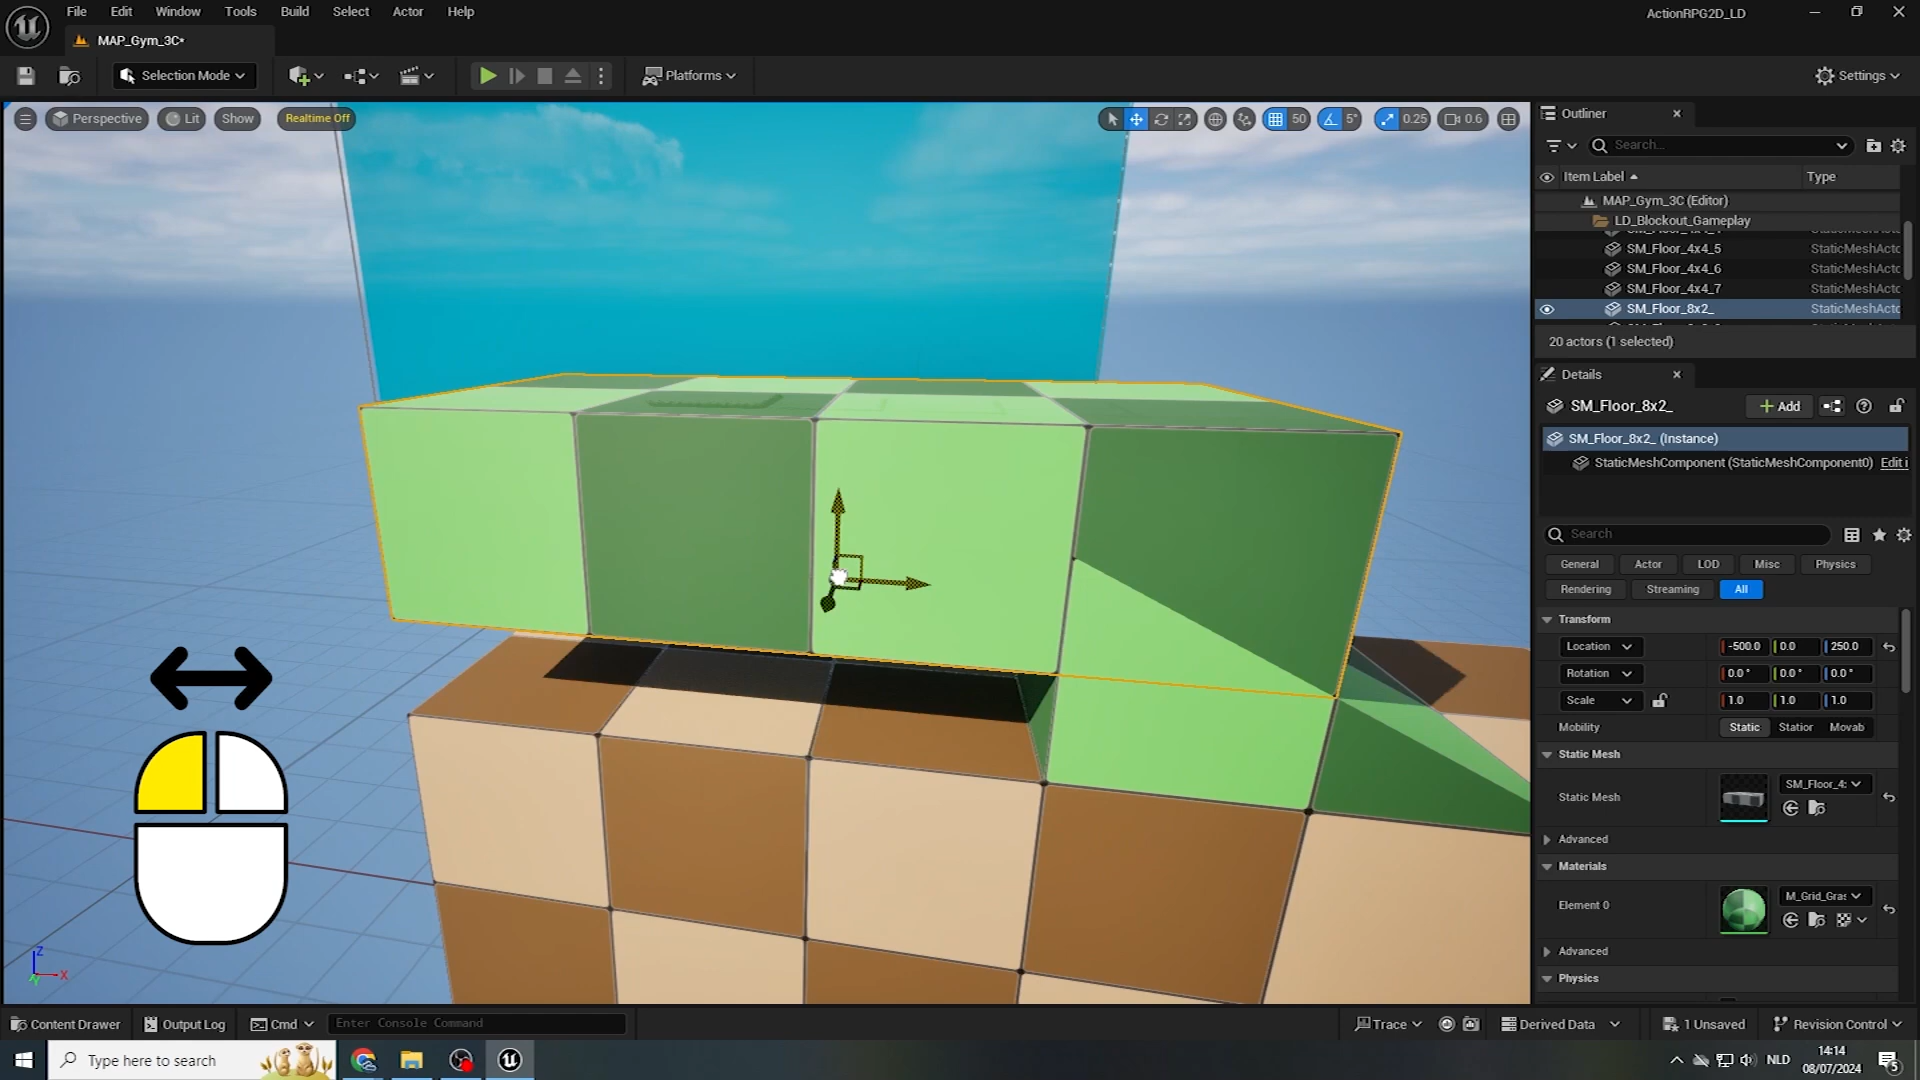 File Edit Window Tools Build Select Actor Help
ActionRPG2D_LD
MAP_Gym_3C*
Selection Mode
Platforms
Settings
Perspective Lit Show Realtime Off
50 5° 0.25 0.6
Outliner
Search...
Item Label Type
MAP_Gym_3C (Editor)
LD_Blockout_Gameplay
SM_Floor_4x4_5 StaticMeshActo
SM_Floor_4x4_6 StaticMeshActo
SM_Floor_4x4_7 StaticMeshActo
SM_Floor_8x2_ StaticMeshActo
20 actors (1 selected)
Details
SM_Floor_8x2_ Add
SM_Floor_8x2_ (Instance)
StaticMeshComponent (StaticMeshComponent0) Edit i
Search
General Actor LOD Misc Physics
Rendering Streaming All
Transform
Location -500.0 0.0 250.0
Rotation 0.0° 0.0° 0.0°
Scale 1.0 1.0 1.0
Mobility Static Station Movab
Static Mesh
SM_Floor_4:
Static Mesh
Advanced
Materials
M_Grid_Gras
Element 0
Advanced
Physics
Z
X
Y
Content Drawer Output Log Cmd Enter Console Command
Trace Derived Data 1 Unsaved Revision Control
Type here to search
NLD
14:14
08/07/2024
5